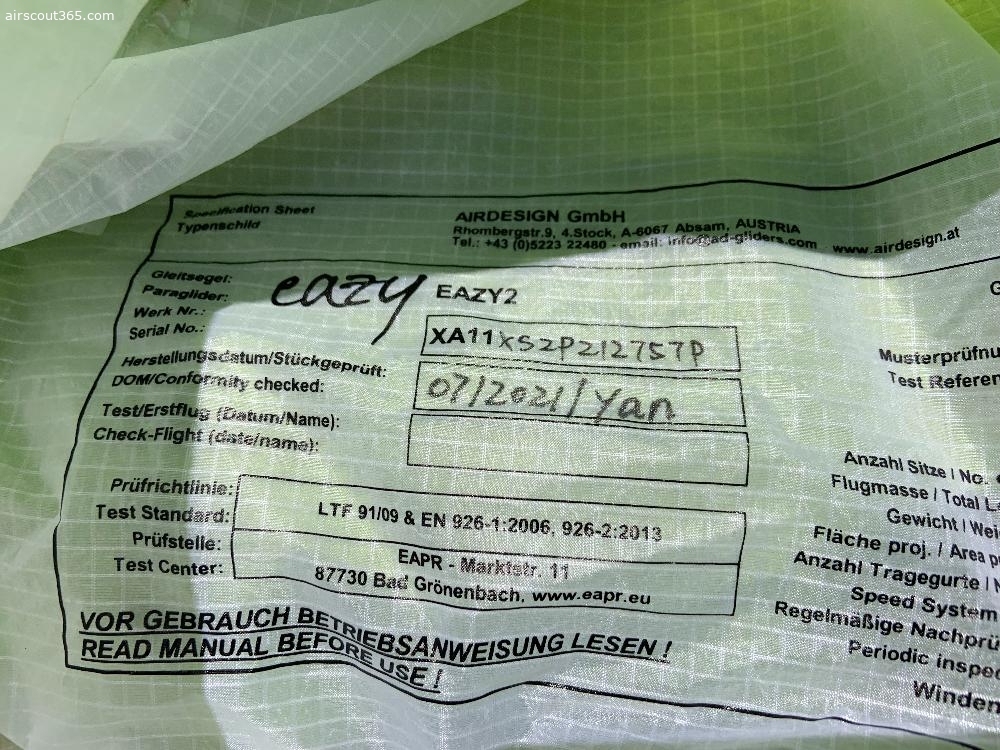 airscout365.com
Specification Sheet
Typenschild
AIRDESIGN GmbH
Rhombergstr.9, 4.Stock, A-6067 Absam, AUSTRIA
Tel.: +43 (0)5223 22480 - email: info@ad-gliders.com www.airdesign.at
Gleitsegel:
Paraglider:
eazy EAZY2
Werk Nr.:
Serial No.:
XA11XS2P212757P
Herstellungsdatum/Stückgeprüft:
DOM/Conformity checked:
07/2021/Yan
Test/Erstflug (Datum/Name):
Check-Flight (date/name):
Prüfrichtlinie:
Test Standard:
LTF 91/09 & EN 926-1:2006, 926-2:2013
Prüfstelle:
Test Center:
EAPR - Marktstr. 11
87730 Bad Grönenbach, www.eapr.eu
VOR GEBRAUCH BETRIEBSANWEISUNG LESEN !
READ MANUAL BEFORE USE !
G
Musterprüfnu
Test Referen
Anzahl Sitze / No.
Flugmasse / Total L
Gewicht / Wei
Fläche proj. / Area p
Anzahl Tragegurte /
Speed System
Regelmäßige Nachprü
Periodic inspe
Winden